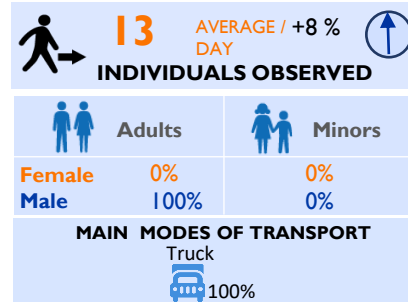 13 AVERAGE / +8 %
DAY
INDIVIDUALS OBSERVED
Adults Minors
Female 0% 0%
Male 100% 0%
MAIN MODES OF TRANSPORT
Truck
100%